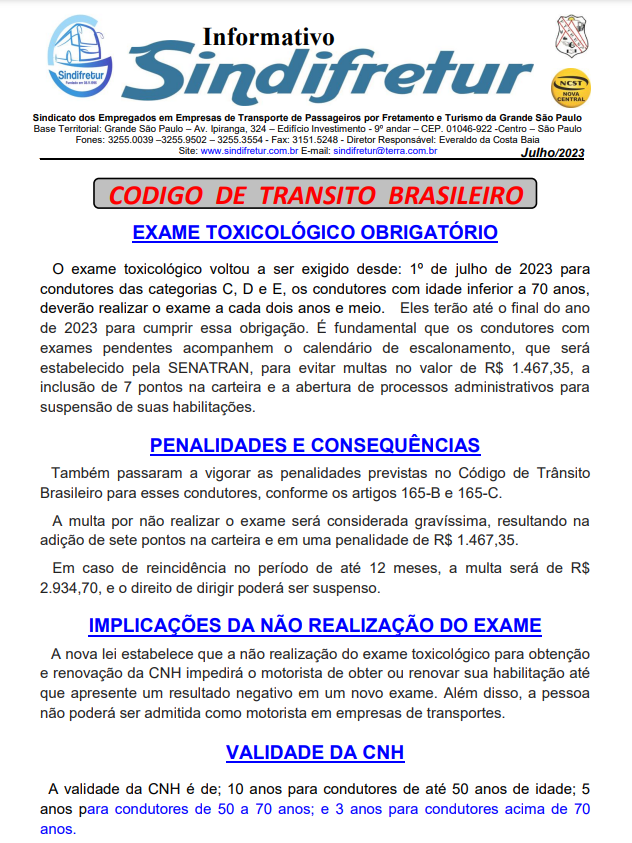 Informativo
Sindifretur
Sindifretur
NCST
NOVA
CENTRAL
Sindicato dos Empregados em Empresas de Transporte de Passageiros por Fretamento e Turismo da Grande São Paulo
Base Territorial: Grande São Paulo – Av. Ipiranga, 324 – Edifício Investimento - 9º andar – CEP. 01046-922 -Centro – São Paulo
Fones: 3255.0039 –3255.9502 – 3255.3554 - Fax: 3151.5248 - Diretor Responsável: Everaldo da Costa Baia
Site: www.sindifretur.com.br E-mail: sindifretur@terra.com.br
Julho/2023
CODIGO DE TRANSITO BRASILEIRO
EXAME TOXICOLÓGICO OBRIGATÓRIO
O exame toxicológico voltou a ser exigido desde: 1º de julho de 2023 para
condutores das categorias C, D e E, os condutores com idade inferior a 70 anos,
deverão realizar o exame a cada dois anos e meio. Eles terão até o final do ano
de 2023 para cumprir essa obrigação. É fundamental que os condutores com
exames pendentes acompanhem o calendário de escalonamento, que será
estabelecido pela SENATRAN, para evitar multas no valor de R$ 1.467,35, a
inclusão de 7 pontos na carteira e a abertura de processos administrativos para
suspensão de suas habilitações.
PENALIDADES E CONSEQUÊNCIAS
Também passaram a vigorar as penalidades previstas no Código de Trânsito
Brasileiro para esses condutores, conforme os artigos 165-B e 165-C.
A multa por não realizar o exame será considerada gravíssima, resultando na
adição de sete pontos na carteira e em uma penalidade de R$ 1.467,35.
Em caso de reincidência no período de até 12 meses, a multa será de R$
2.934,70, e o direito de dirigir poderá ser suspenso.
IMPLICAÇÕES DA NÃO REALIZAÇÃO DO EXAME
A nova lei estabelece que a não realização do exame toxicológico para obtenção
e renovação da CNH impedirá o motorista de obter ou renovar sua habilitação até
que apresente um resultado negativo em um novo exame. Além disso, a pessoa
não poderá ser admitida como motorista em empresas de transportes.
VALIDADE DA CNH
A validade da CNH é de; 10 anos para condutores de até 50 anos de idade; 5
anos para condutores de 50 a 70 anos; e 3 anos para condutores acima de 70
anos.